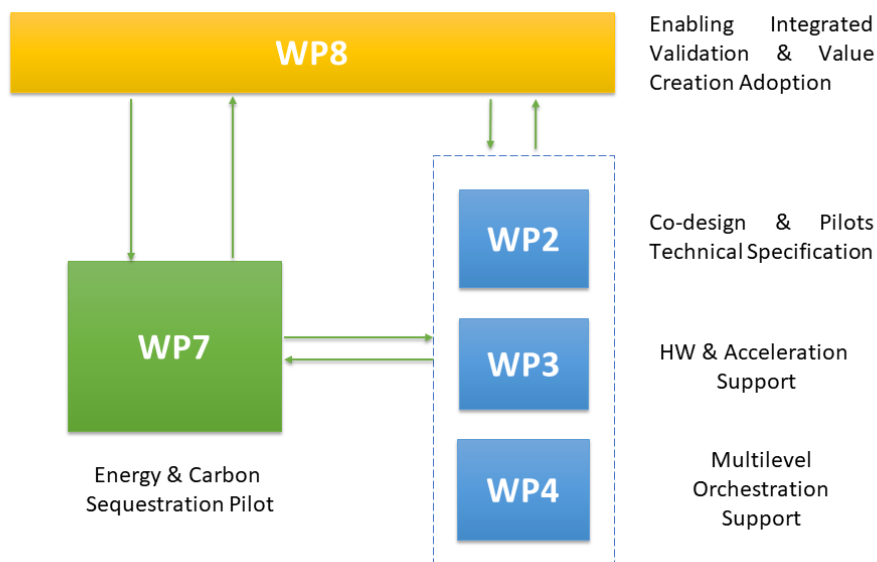 WP8
Enabling Integrated
Validation & Value
Creation Adoption
WP2
Co-design & Pilots
Technical Specification
WP7
WP3
HW & Acceleration
Support
Energy & Carbon
Sequestration Pilot
WP4
Multilevel
Orchestration
Support